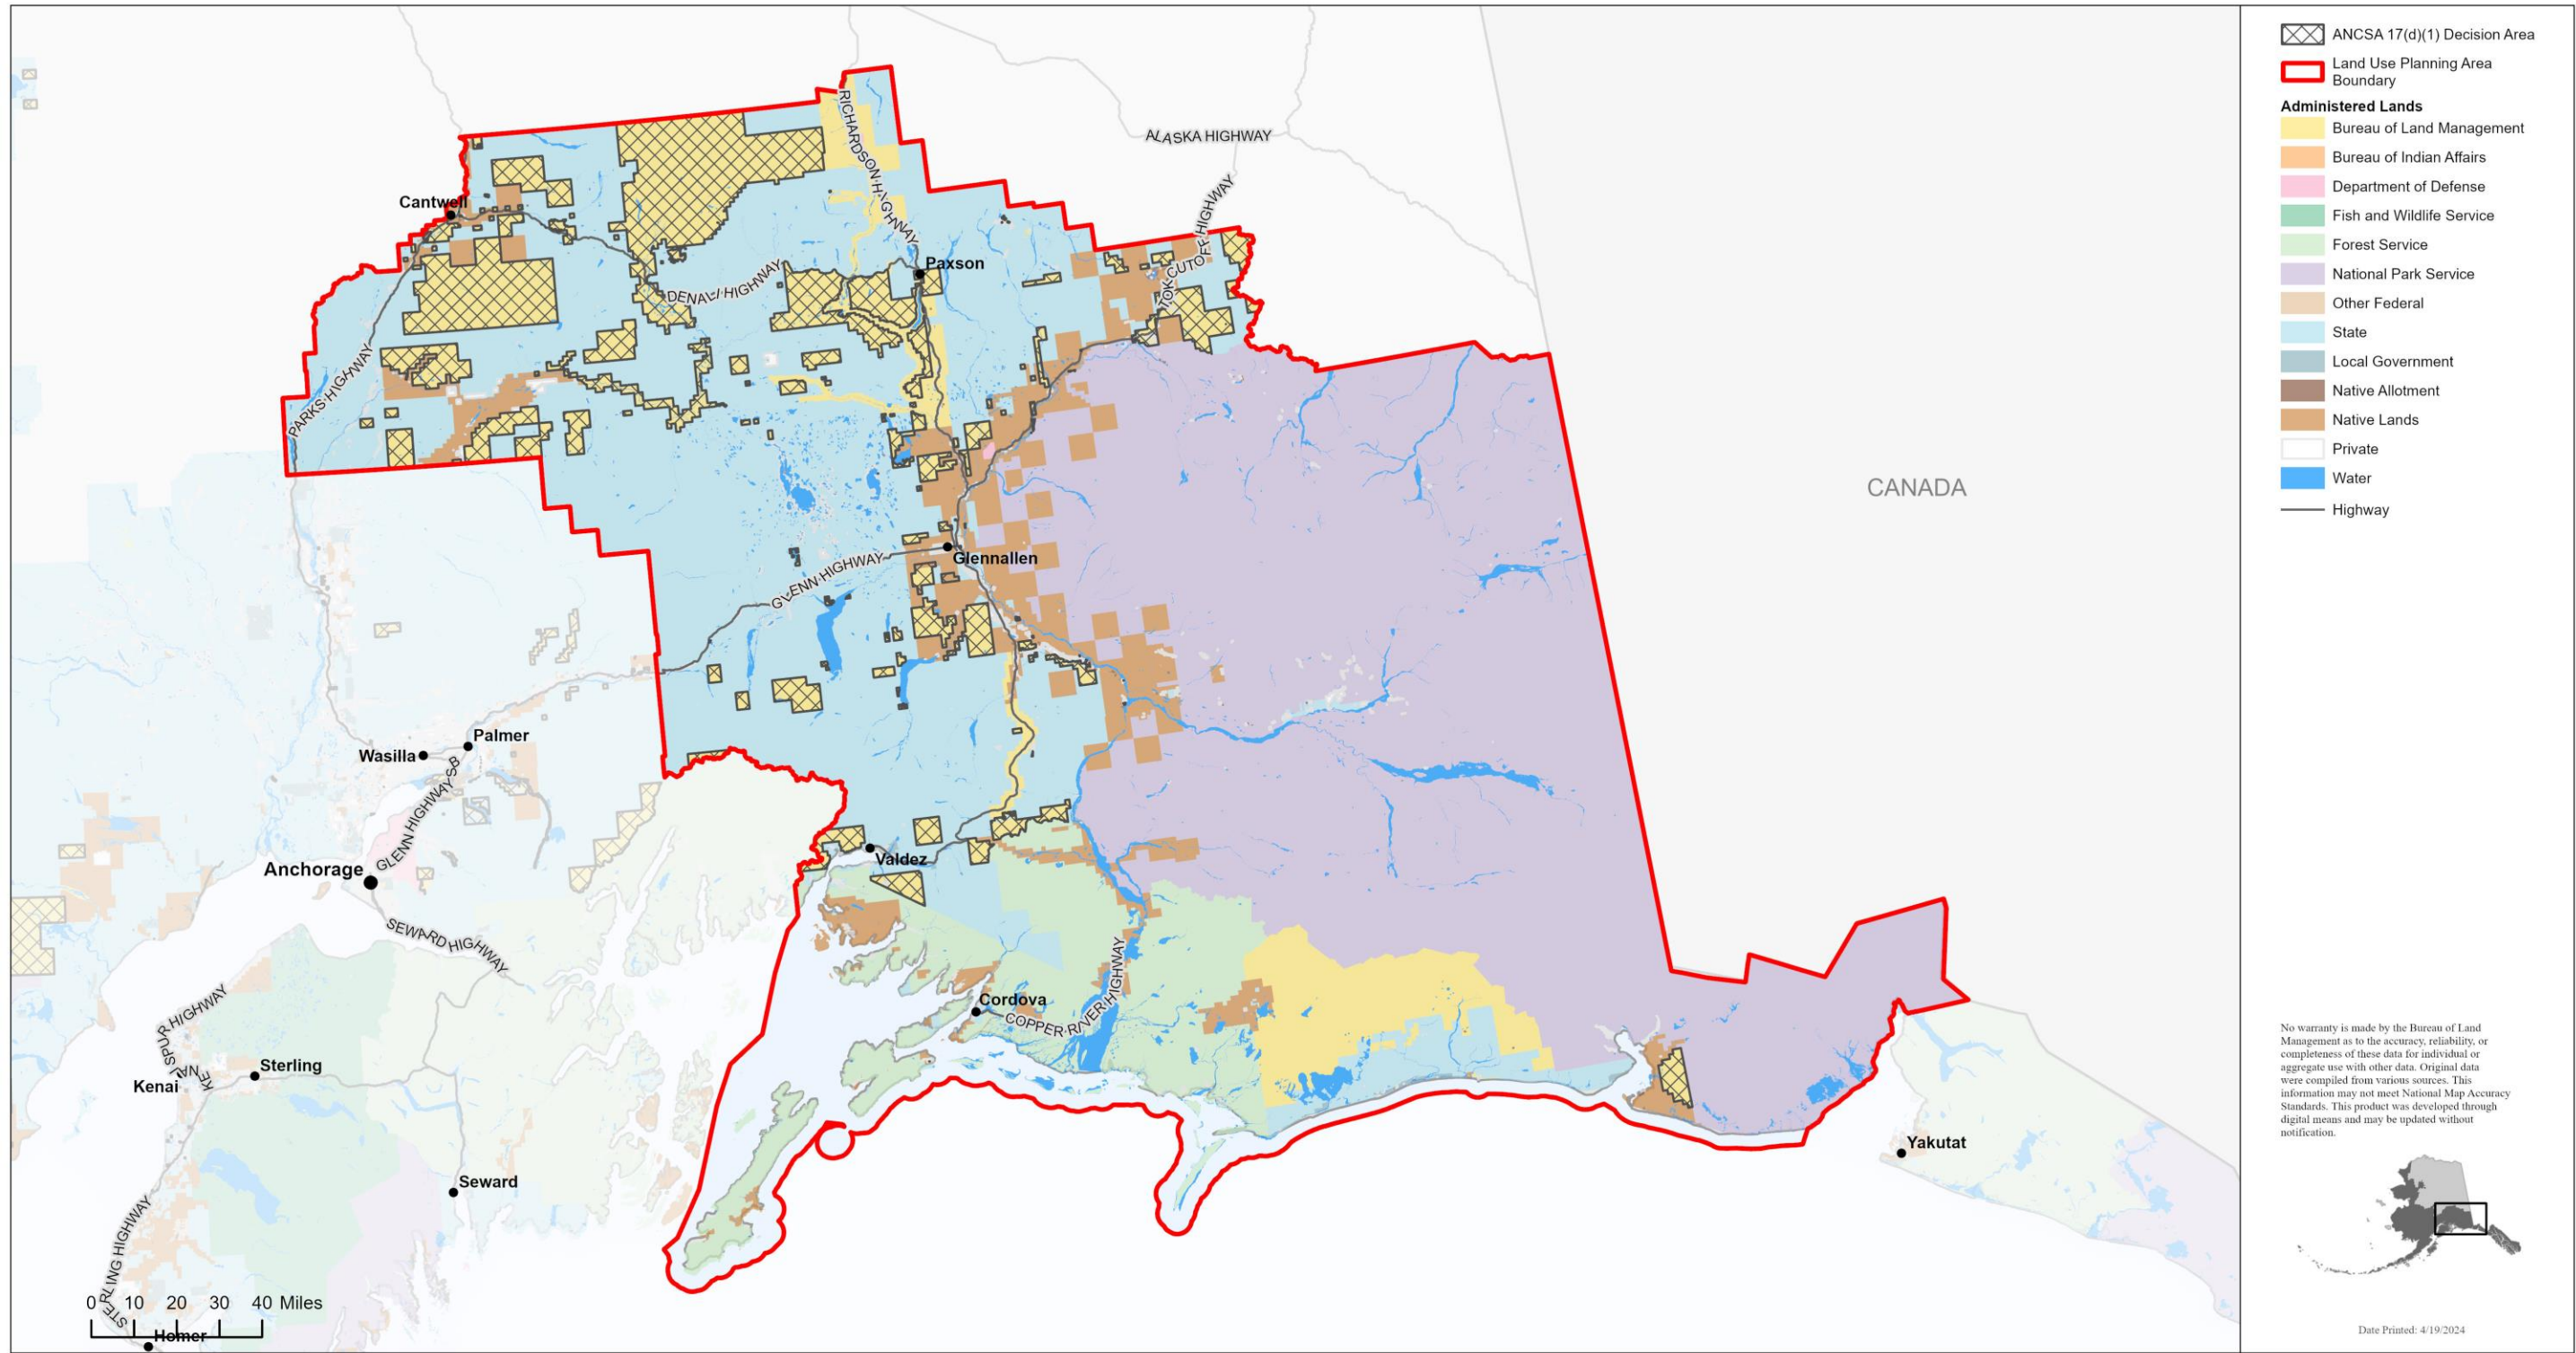 ALASKA HIGHWAY
RICHARDSON HIGHWAY
Cantwell
TOK CUTOFF HIGHWAY
Paxson
DENALI HIGHWAY
PARKS HIGHWAY
CANADA
Glennallen
GLENN HIGHWAY
Palmer
Wasilla
GLENN HIGHWAY SB
Anchorage
Valdez
SEWARD HIGHWAY
Cordova
COPPER RIVER HIGHWAY
KENAI SPUR HIGHWAY
Sterling
Kenai
Yakutat
Seward
STERLING HIGHWAY
0 10 20 30 40 Miles
Homer
ANCSA 17(d)(1) Decision Area
Land Use Planning Area
Boundary
Administered Lands
Bureau of Land Management
Bureau of Indian Affairs
Department of Defense
Fish and Wildlife Service
Forest Service
National Park Service
Other Federal
State
Local Government
Native Allotment
Native Lands
Private
Water
Highway
No warranty is made by the Bureau of Land
Management as to the accuracy, reliability, or
completeness of these data for individual or
aggregate use with other data. Original data
were compiled from various sources. This
information may not meet National Map Accuracy
Standards. This product was developed through
digital means and may be updated without
notification.
Date Printed: 4/19/2024